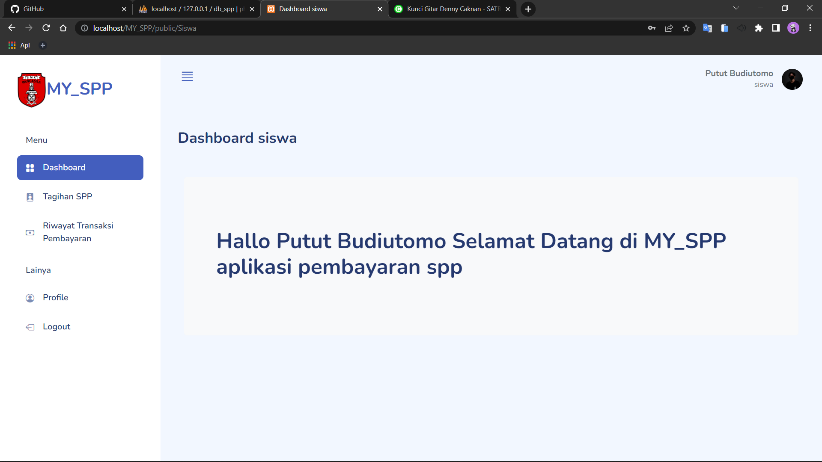 GitHub
localhost / 127.0.0.1 / db_spp | p
Dashboard siswa
Kunci Gitar Denny Caknan - SATR
localhost/MY_SPP/public/Siswa
Apl
MY_SPP
Putut Budiutomo
siswa
Menu
Dashboard siswa
Dashboard
Tagihan SPP
Riwayat Transaksi
Pembayaran
Hallo Putut Budiutomo Selamat Datang di MY_SPP
aplikasi pembayaran spp
Lainya
Profile
Logout